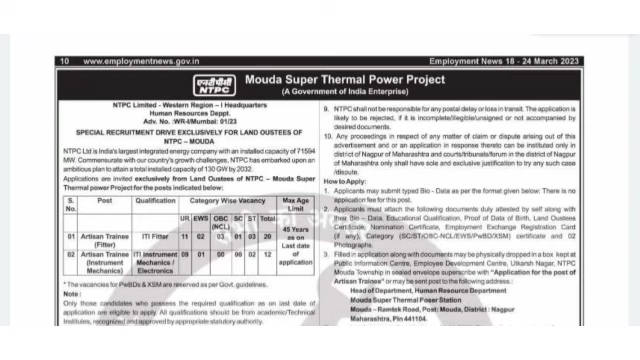 10 www.employmentnews.gov.in
Employment News 18 - 24 March 2023
एनटीपीसी
NTPC
Mouda Super Thermal Power Project
(A Government of India Enterprise)
NTPC Limited - Western Region – I Headquarters
Human Resources Deppt.
Adv. No. :WR-I/Mumbai: 01/23
SPECIAL RECRUITMENT DRIVE EXCLUSIVELY FOR LAND OUSTEES OF
NTPC – MOUDA
NTPC Ltd is India's largest integrated energy company with an installed capacity of 71594
MW. Commensurate with our country's growth challenges, NTPC has embarked upon an
ambitious plan to attain a total installed capacity of 130 GW by 2032.
Applications are invited exclusively from Land Oustees of NTPC – Mouda Super
Thermal power Project for the posts indicated below:
S. No. Post Qualification Category Wise Vacancy Max Age Limit
UR EWS OBC (NCL) SC ST Total
45 Years as on Last date of application
01 Artisan Trainee (Fitter) ITI Fitter 11 02 03 01 03 20
02 Artisan Trainee (Instrument Mechanics) ITI Instrument Mechanics / Electronics 09 01 00 00 02 12
* The vacancies for PwBDs & XSM are reserved as per Govt. guidelines.
Note :
Only those candidates who possess the required qualification as on last date of
application are eligible to apply. All qualifications should be from academic/Technical
Institutes, recognized and approved by appropriate statutory authority.
9. NTPC shall not be responsible for any postal delay or loss in transit. The application is
likely to be rejected, if it is incomplete/illegible/unsigned or not accompanied by
desired documents.
10. Any proceedings in respect of any matter of claim or dispute arising out of this
advertisement and or an application in response thereto can be instituted only in
district of Nagpur of Maharashtra and courts/tribunals/forum in the district of Nagpur
of Maharashtra only shall have sole and exclusive justification to try any such case
/dispute.
How to Apply:
1. Applicants may submit typed Bio - Data as per the format given below: There is no
application fee for this post.
2. Applicants must attach the following documents duly attested by self along with
their Bio - Data. Educational Qualification, Proof of Data of Birth, Land Oustees
Certificate, Nomination Certificate, Employment Exchange Registration Card
(if any), Category (SC/ST/OBC-NCL/EWS/PwBD/XSM) certificate and 02
Photographs.
3. Filled in application along with documents may be physically dropped in a box kept at
Public Information Centre, Employee Development Centre, Utkash Nagar, NTPC
Mouda Township in sealed envelope superscribe with "Application for the post of
Artisan Trainee" or may be sent post to the following address.:
Head of Department, Human Resource Department
Mouda Super Thermal Poser Station
Mouda – Ramtek Road, Post: Mouda, District : Nagpur
Maharashtra, Pin 441104.